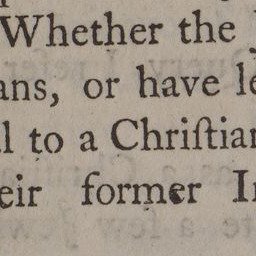 Whether the
ans, or have le
l to a Chriſtian
eir former In